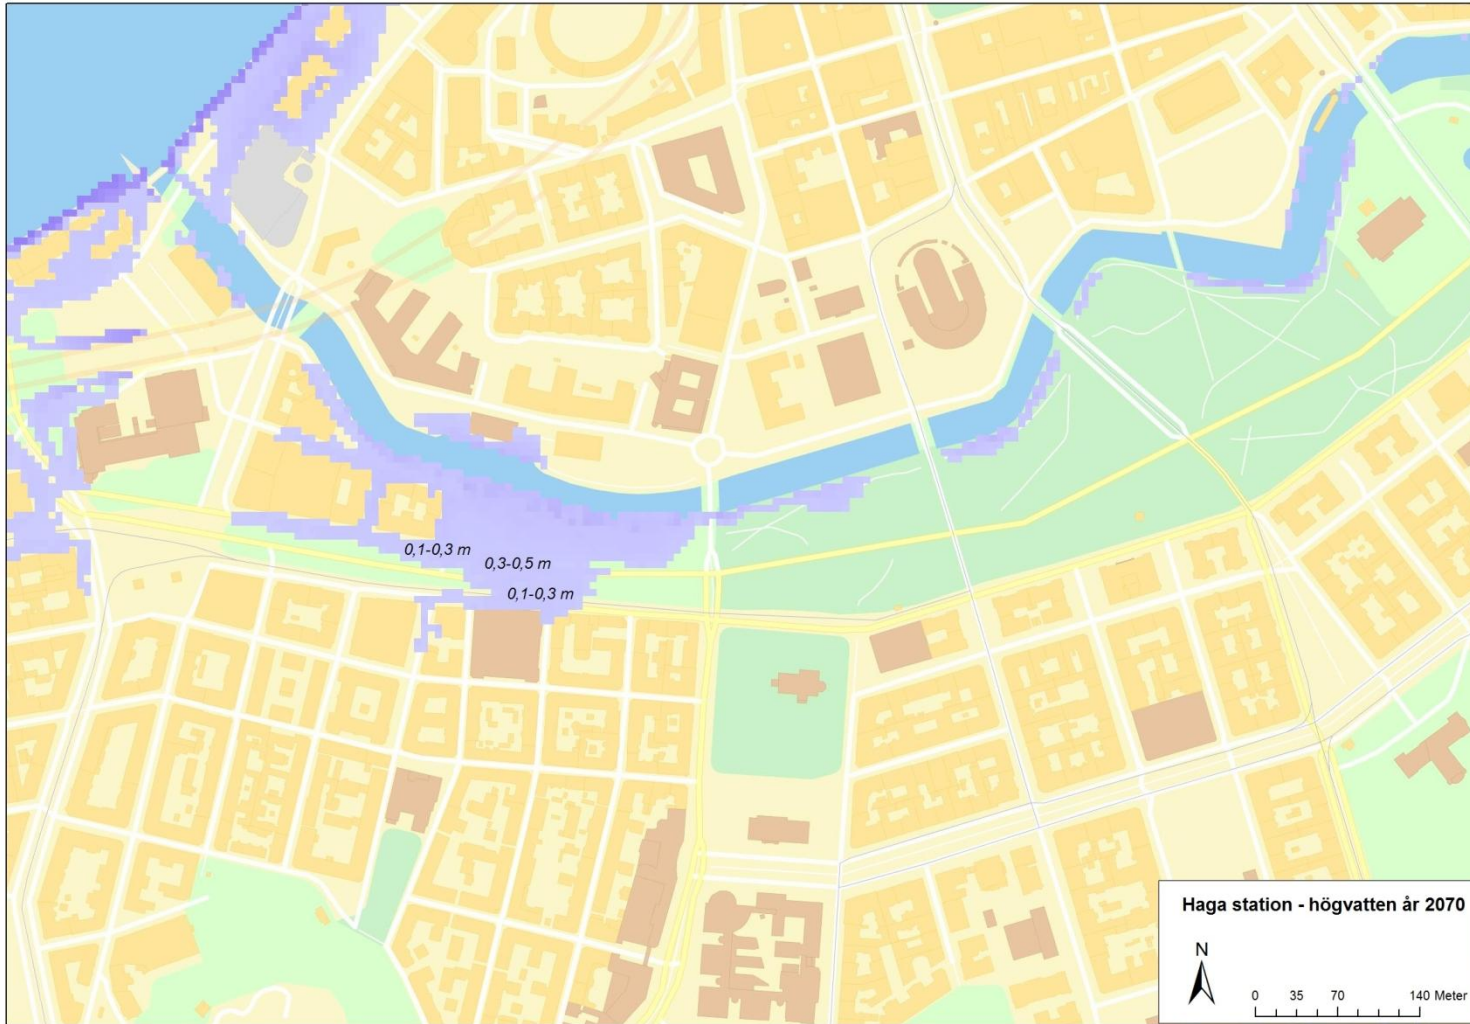 0,1-0,3 m
0,3-0,5 m
0,1-0,3 m
Haga station - högvatten år 2070
N
0 35 70 140 Meter